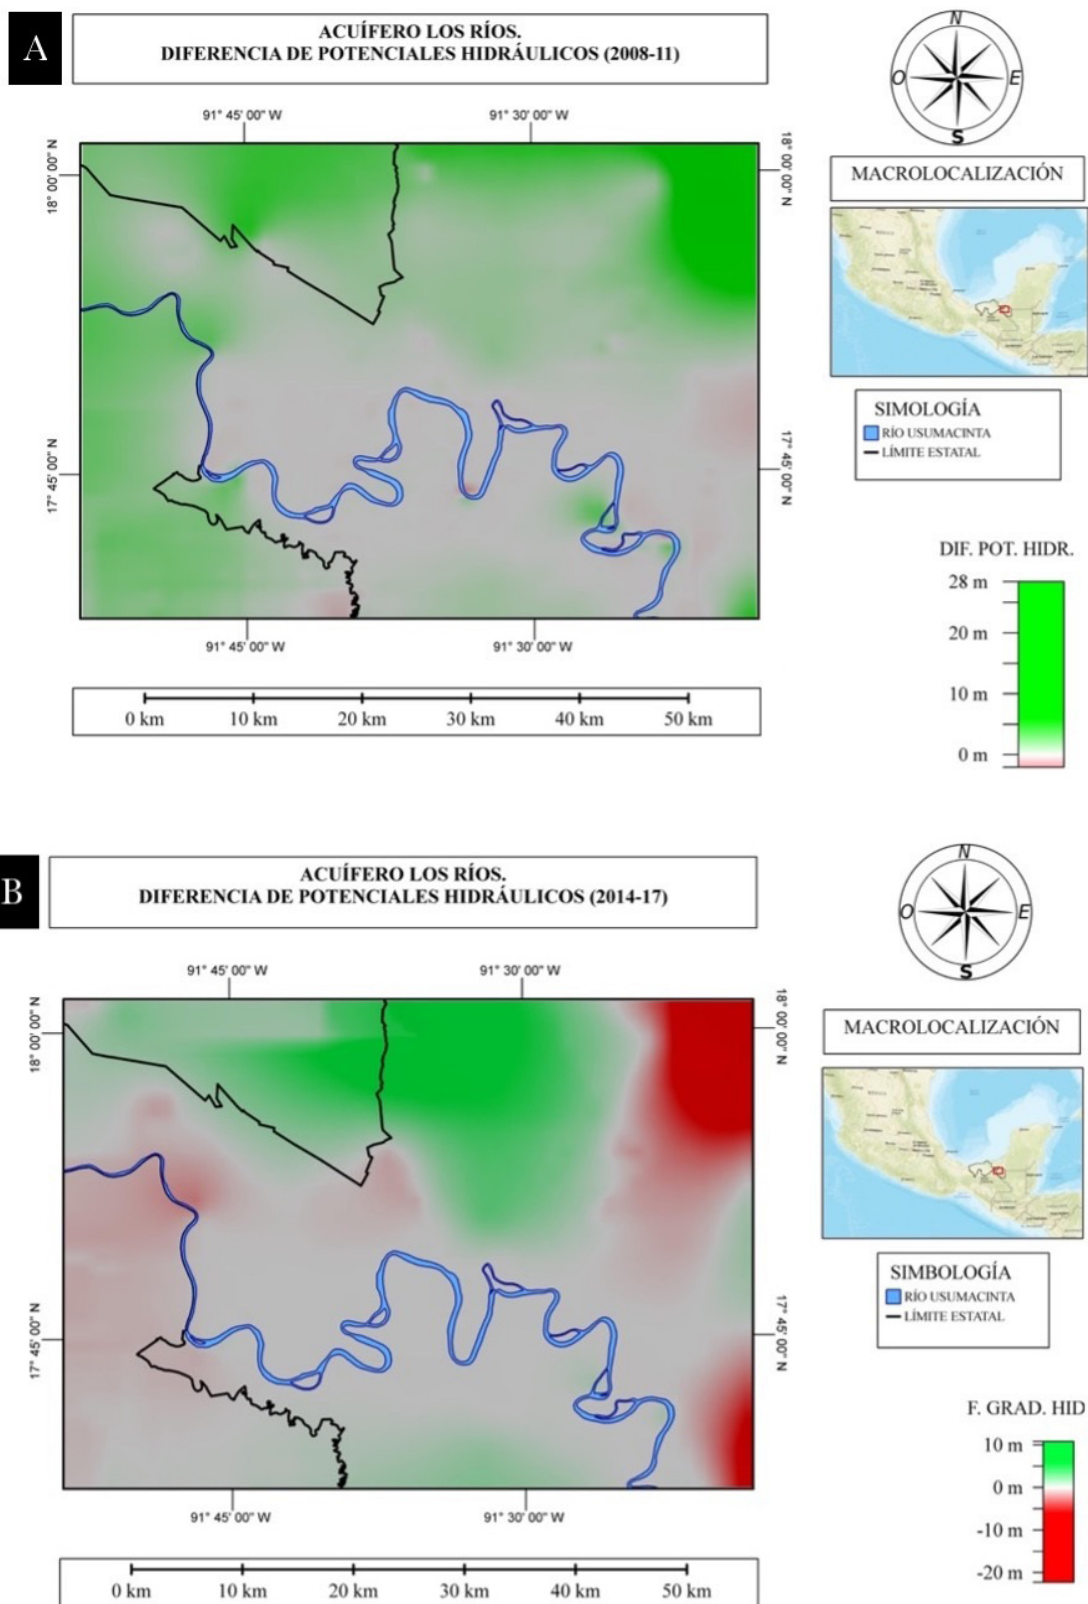 A
ACUÍFERO LOS RÍOS.
DIFERENCIA DE POTENCIALES HIDRÁULICOS (2008-11)
N
O
E
S
91° 45' 00" W
91° 30' 00" W
18° 00' 00" N
18° 00' 00" N
17° 45' 00" N
17° 45' 00" N
91° 45' 00" W
91° 30' 00" W
MACROLOCALIZACIÓN
SIMOLOGÍA
RÍO USUMACINTA
LÍMITE ESTATAL
DIF. POT. HIDR.
28 m
20 m
10 m
0 m
0 km
10 km
20 km
30 km
40 km
50 km
B
ACUÍFERO LOS RÍOS.
DIFERENCIA DE POTENCIALES HIDRÁULICOS (2014-17)
N
O
E
S
91° 45' 00" W
91° 30' 00" W
18° 00' 00" N
18° 00' 00" N
17° 45' 00" N
17° 45' 00" N
91° 45' 00" W
91° 30' 00" W
MACROLOCALIZACIÓN
SIMBOLOGÍA
RÍO USUMACINTA
LÍMITE ESTATAL
F. GRAD. HID
10 m
0 m
-10 m
-20 m
0 km
10 km
20 km
30 km
40 km
50 km